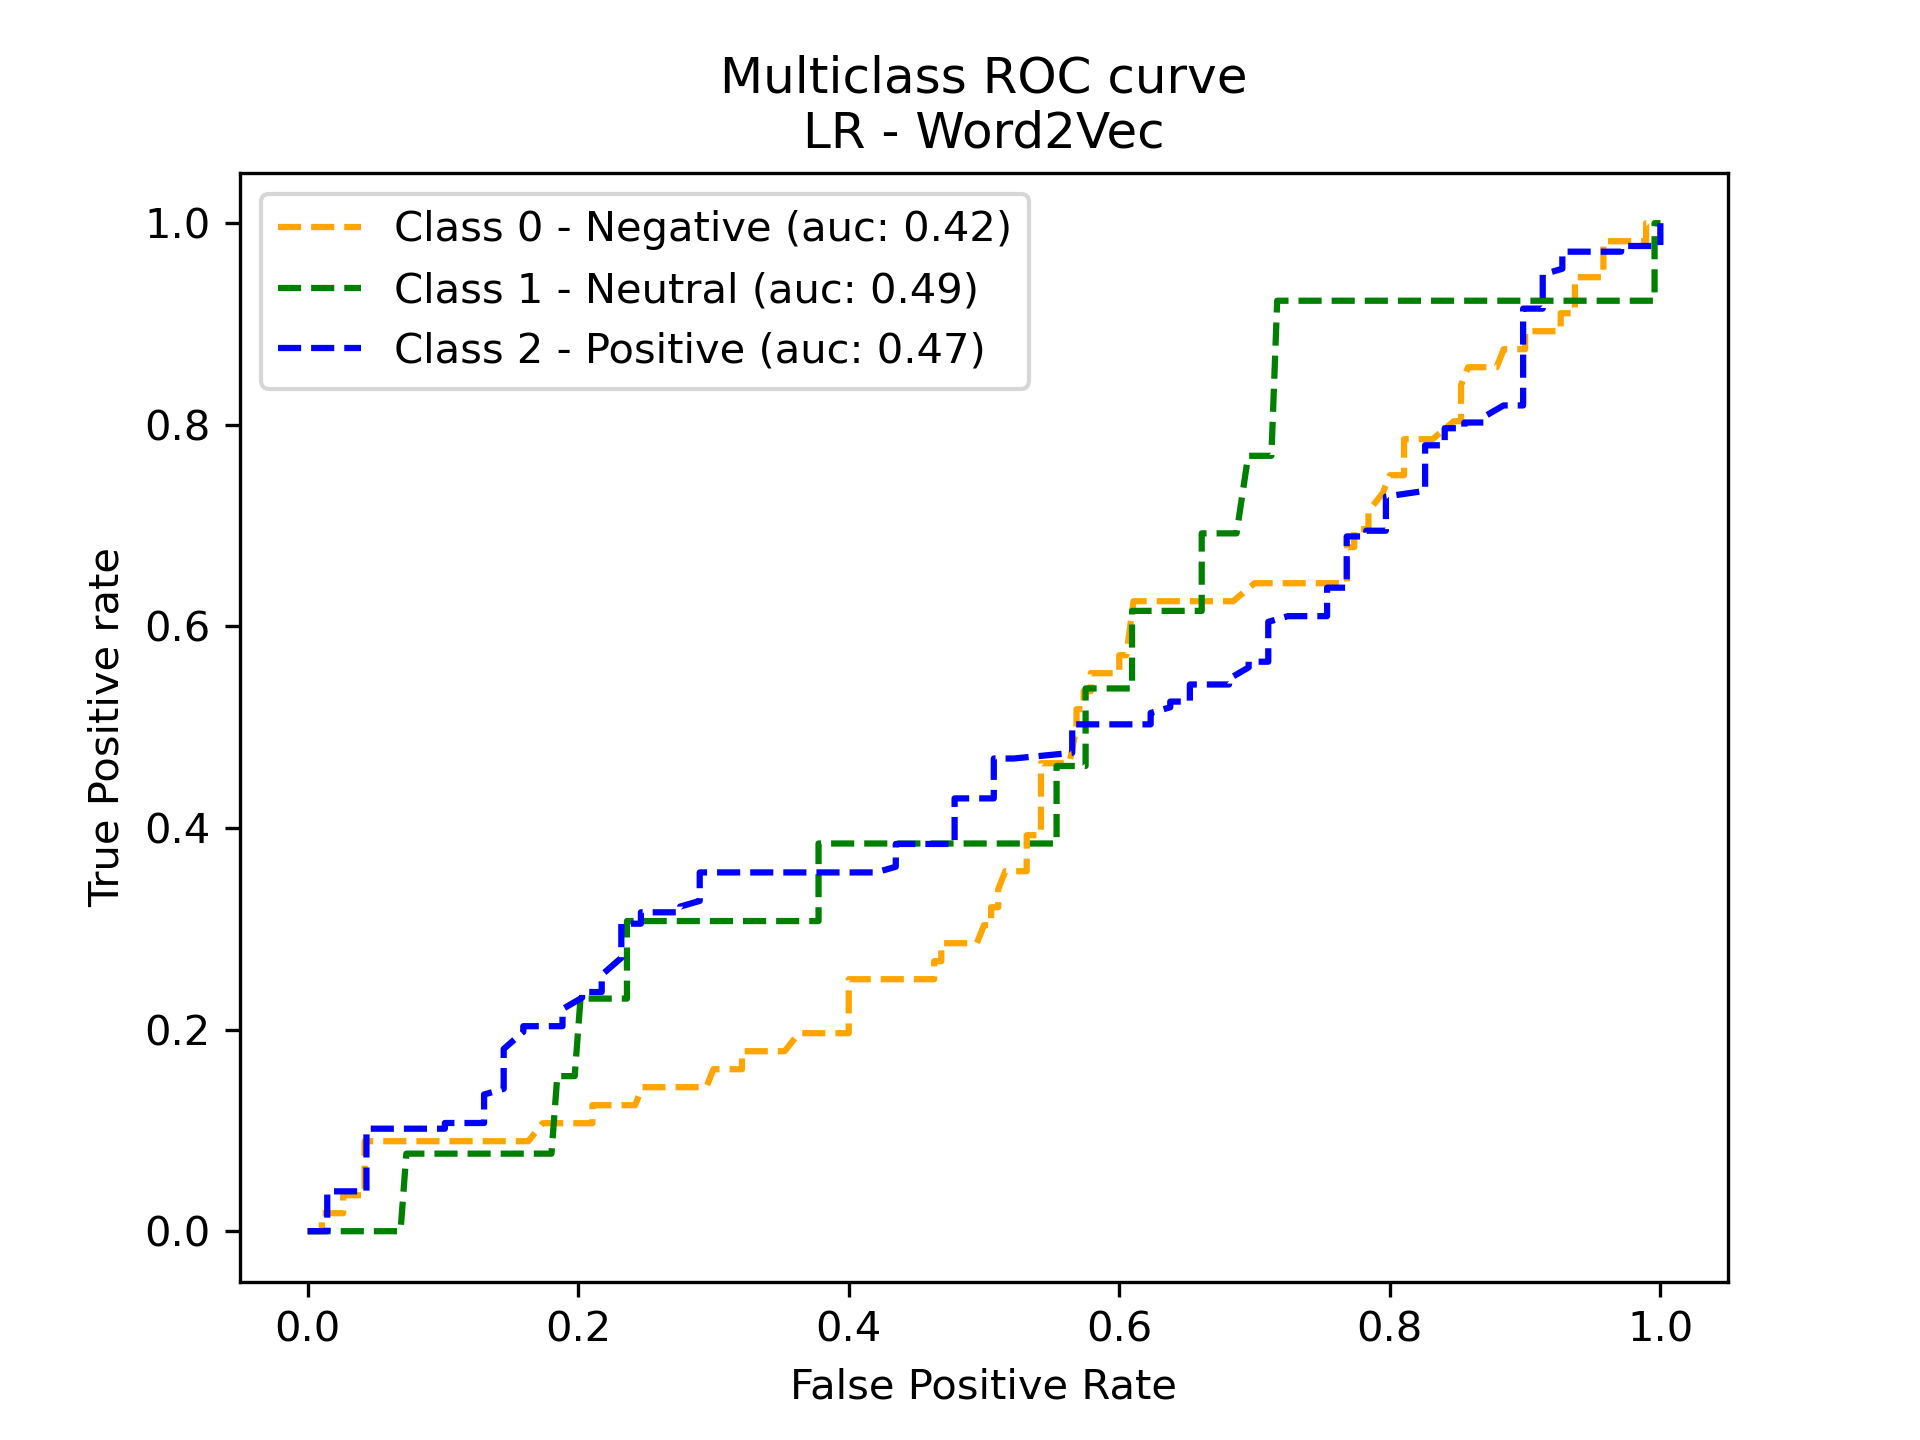 Multiclass ROC curve
LR - Word2Vec
Class 0 - Negative (auc: 0.42)
Class 1 - Neutral (auc: 0.49)
Class 2 - Positive (auc: 0.47)
True Positive rate
1.0
0.8
0.6
0.4
0.2
0.0
0.0 0.2 0.4 0.6 0.8 1.0
False Positive Rate